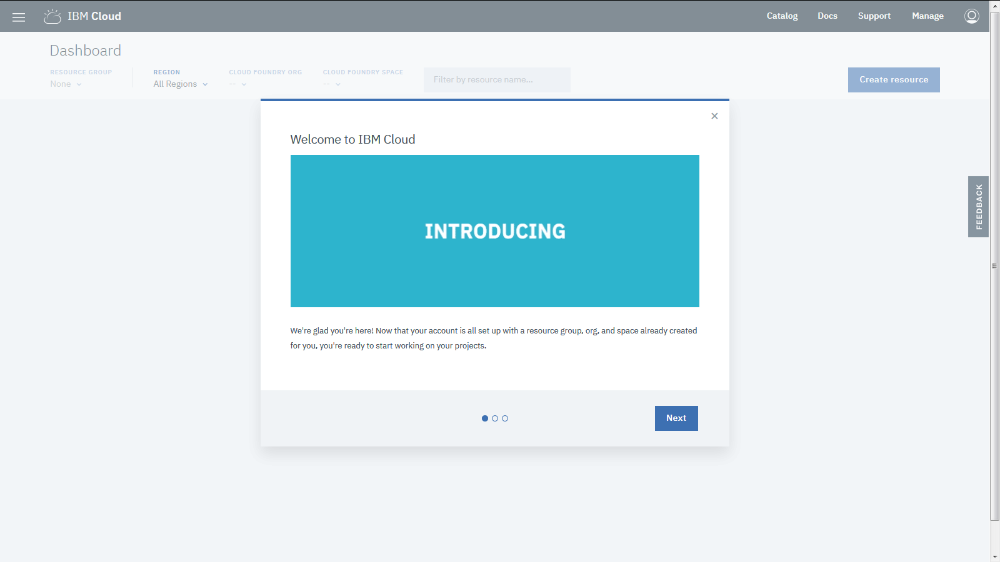 IBM Cloud
Catalog
Docs
Support
Manage
Dashboard
RESOURCE GROUP
None
REGION
All Regions
CLOUD FOUNDRY ORG
--
CLOUD FOUNDRY SPACE
--
Filter by resource name...
Create resource
Welcome to IBM Cloud
INTRODUCING
We're glad you're here! Now that your account is all set up with a resource group, org, and space already created
for you, you're ready to start working on your projects.
Next
FEEDBACK